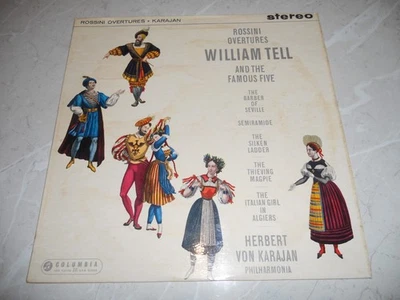 ROSSINI OVERTURES • KARAJAN
stereo
ROSSINI
OVERTURES
WILLIAM TELL
AND THE
FAMOUS FIVE
THE
BARBER
OF
SEVILLE
SEMIRAMIDE
THE
SILKEN
LADDER
THE
THIEVING
MAGPIE
THE
ITALIAN GIRL
IN
ALGIERS
HERBERT
VON KARAJAN
PHILHARMONIA
COLUMBIA